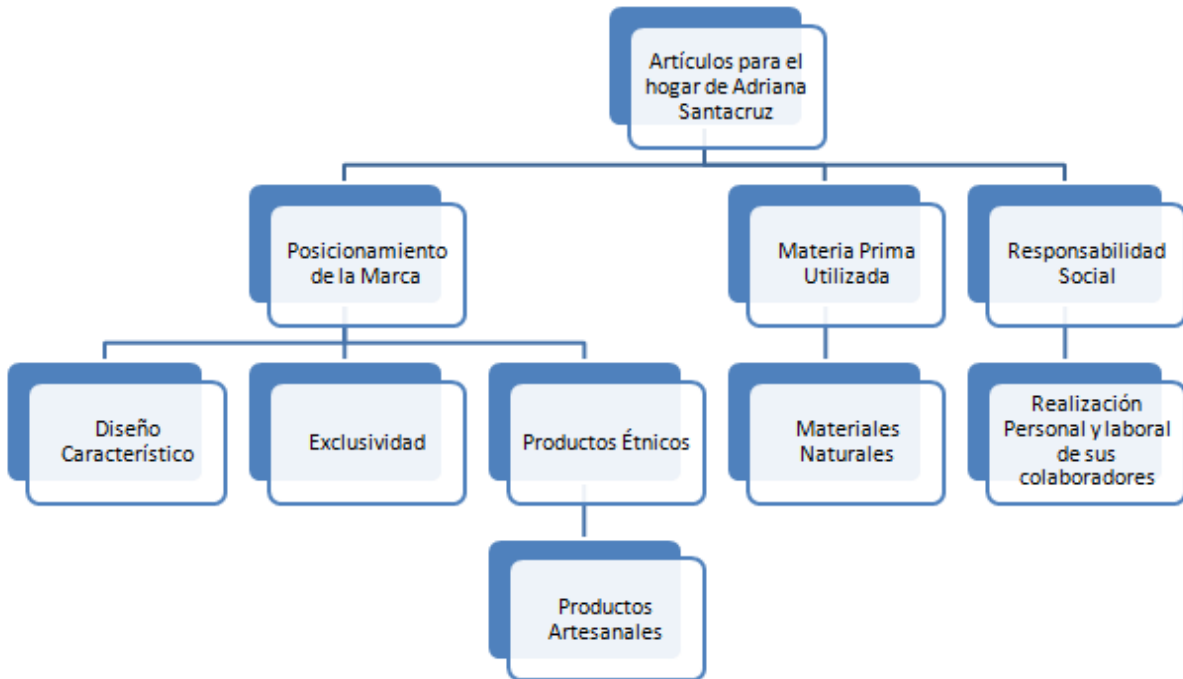 Artículos para el
hogar de Adriana
Santacruz
Posicionamiento
de la Marca
Materia Prima
Utilizada
Responsabilidad
Social
Diseño
Característico
Exclusividad
Productos Étnicos
Materiales
Naturales
Realización
Personal y laboral
de sus
colaboradores
Productos
Artesanales